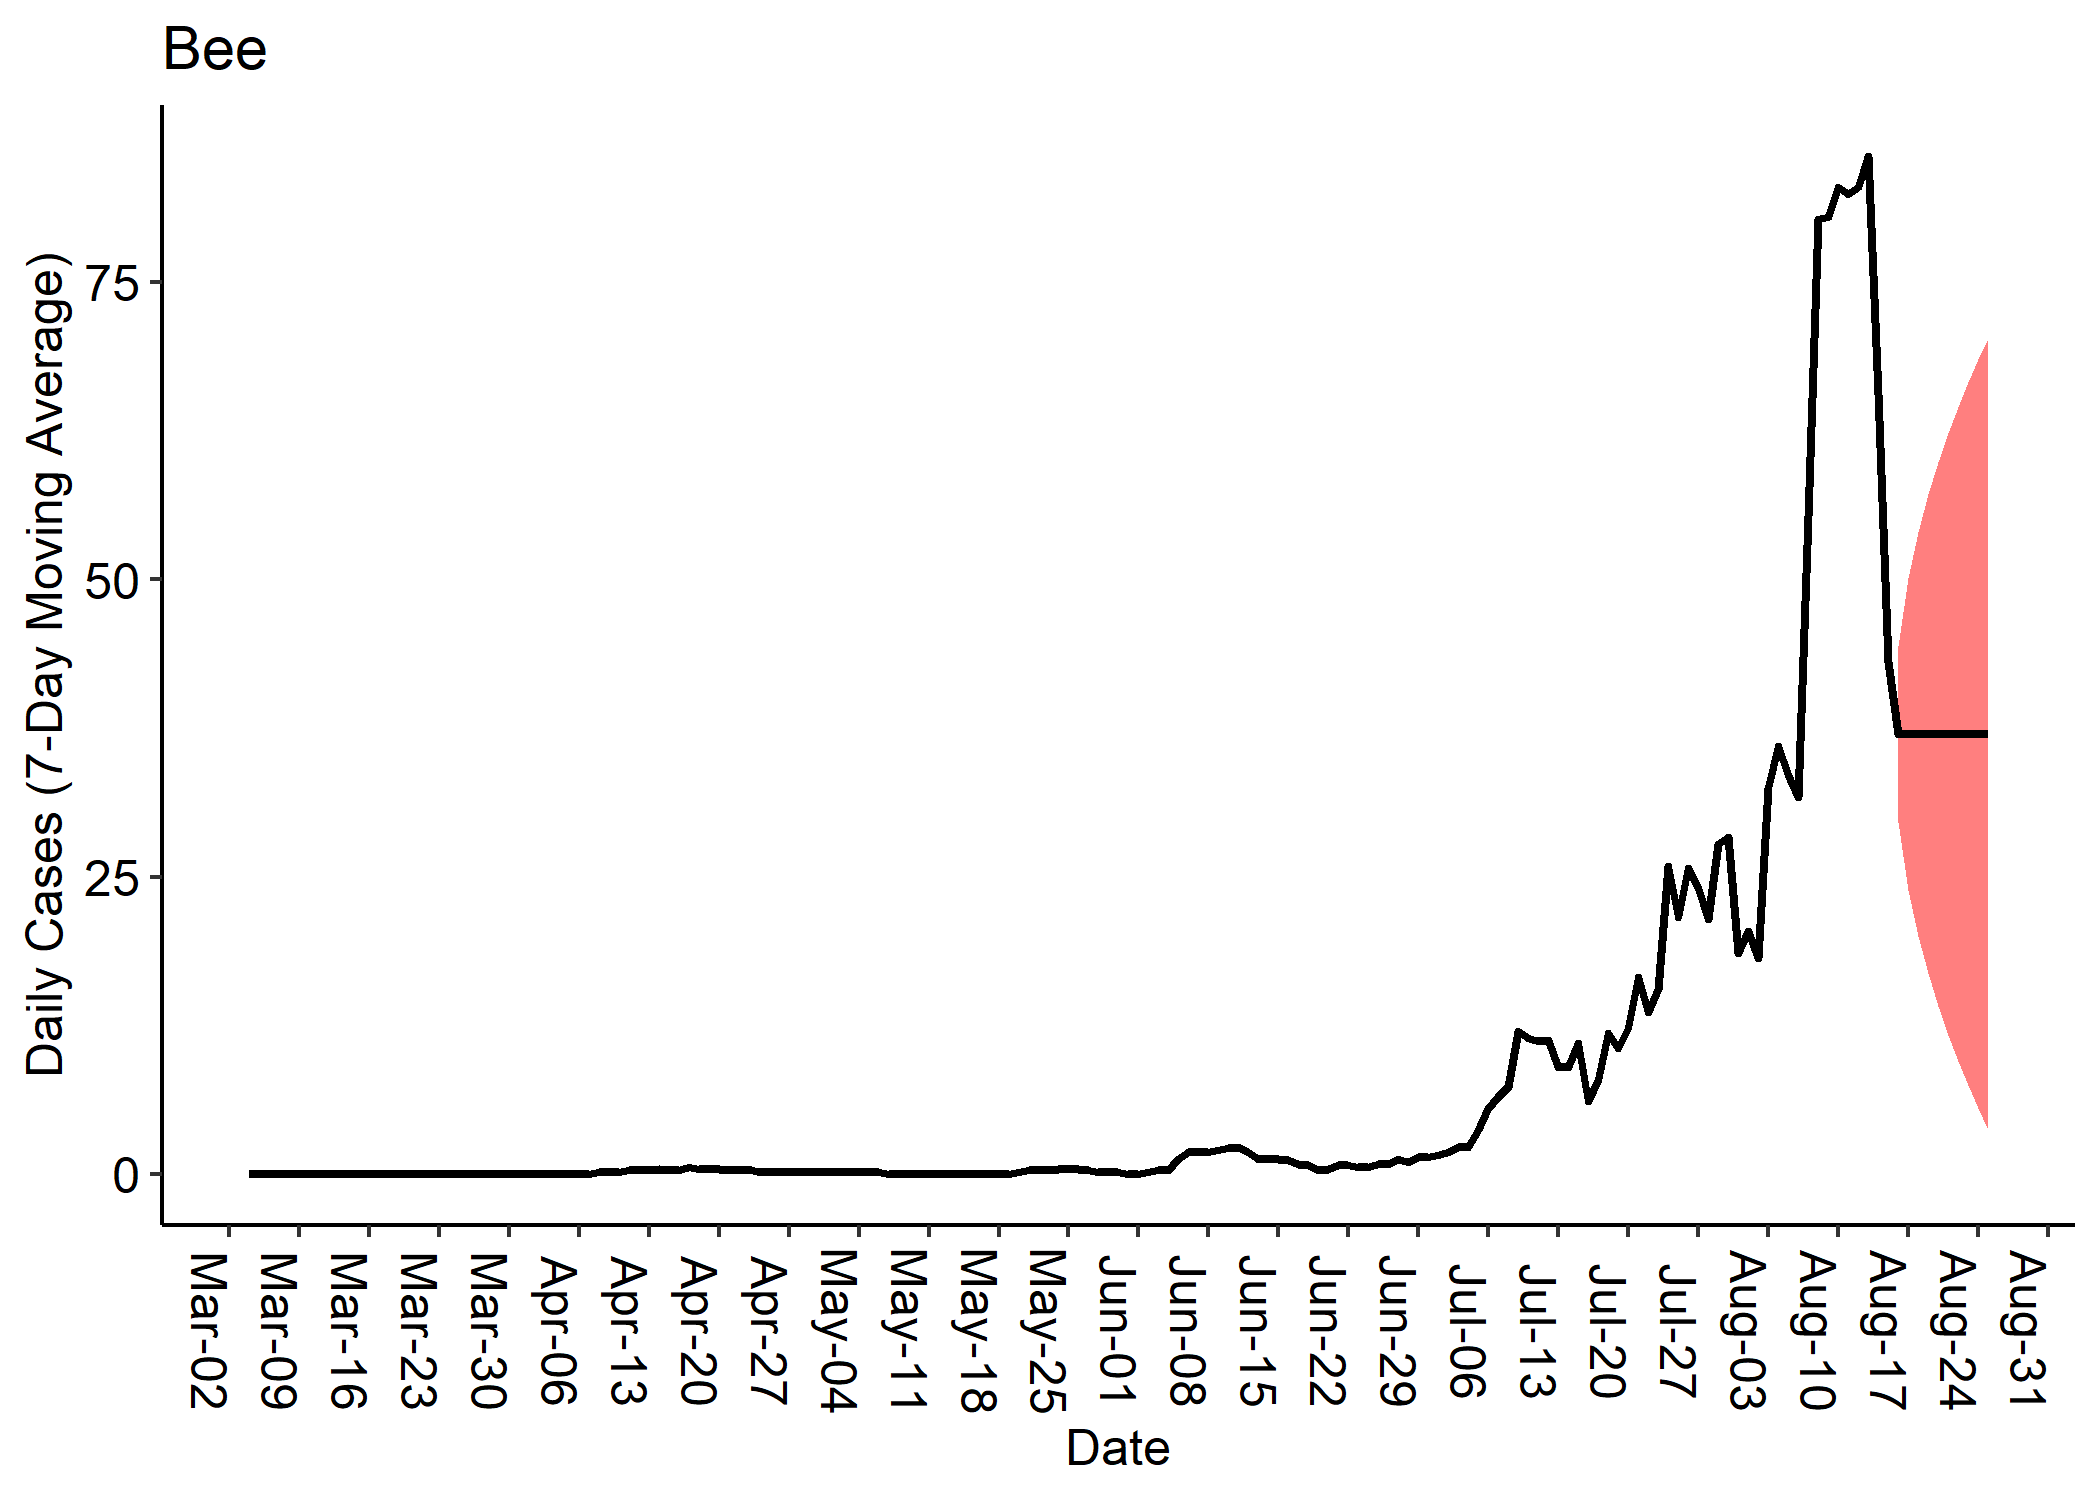 Bee
Daily Cases (7-Day Moving Average)
75
50
25
0
Mar-02
Mar-09
Mar-16
Mar-23
Mar-30
Apr-06
Apr-13
Apr-20
Apr-27
May-04
May-11
May-18
May-25
Jun-01
Jun-08
Jun-15
Jun-22
Jun-29
Jul-06
Jul-13
Jul-20
Jul-27
Aug-03
Aug-10
Aug-17
Aug-24
Aug-31
Date